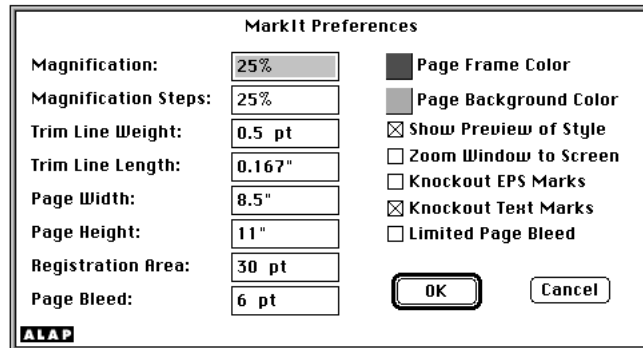 MarkIt Preferences
Magnification: 25%
Magnification Steps: 25%
Trim Line Weight: 0.5 pt
Trim Line Length: 0.167"
Page Width: 8.5"
Page Height: 11"
Registration Area: 30 pt
Page Bleed: 6 pt
Page Frame Color
Page Background Color
Show Preview of Style
Zoom Window to Screen
Knockout EPS Marks
Knockout Text Marks
Limited Page Bleed
OK
Cancel
ALAP